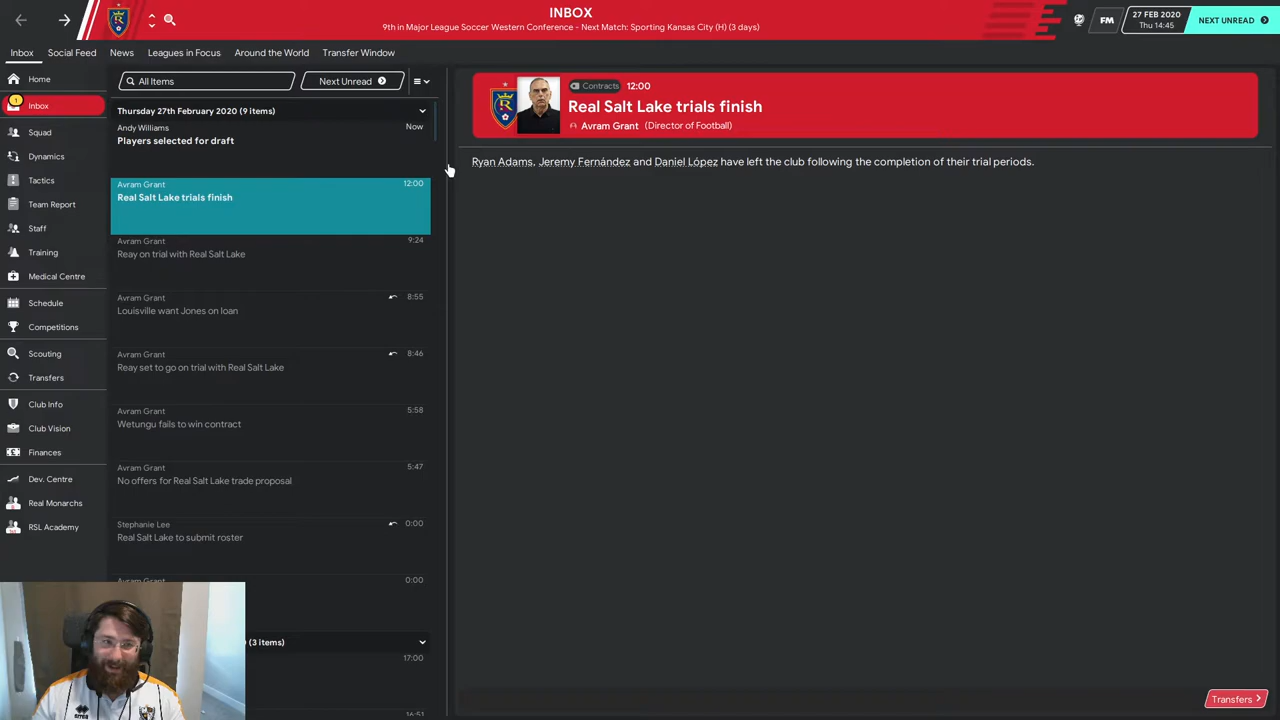 INBOX
9th in Major League Soccer Western Conference - Next Match: Sporting Kansas City (H) (3 days)
FM
27 FEB 2020
Thu 14:45
NEXT UNREAD
Inbox
Social Feed
News
Leagues in Focus
Around the World
Transfer Window
Home
1
Inbox
Squad
Dynamics
Tactics
Team Report
Staff
Training
Medical Centre
Schedule
Competitions
Scouting
Transfers
Club Info
Club Vision
Finances
Dev. Centre
Real Monarchs
RSL Academy
All Items
Next Unread
Thursday 27th February 2020 (9 items)
Andy Williams
Now
Players selected for draft
Avram Grant
12:00
Real Salt Lake trials finish
Avram Grant
9:24
Reay on trial with Real Salt Lake
Avram Grant
8:55
Louisville want Jones on loan
Avram Grant
8:46
Reay set to go on trial with Real Salt Lake
Avram Grant
5:58
Wetungu fails to win contract
Avram Grant
5:47
No offers for Real Salt Lake trade proposal
Stephanie Lee
0:00
Real Salt Lake to submit roster
Avram Grant
0:00
(3 items)
17:00
16:51
Contracts
12:00
Real Salt Lake trials finish
Avram Grant (Director of Football)
Ryan Adams, Jeremy Fernández and Daniel López have left the club following the completion of their trial periods.
Transfers